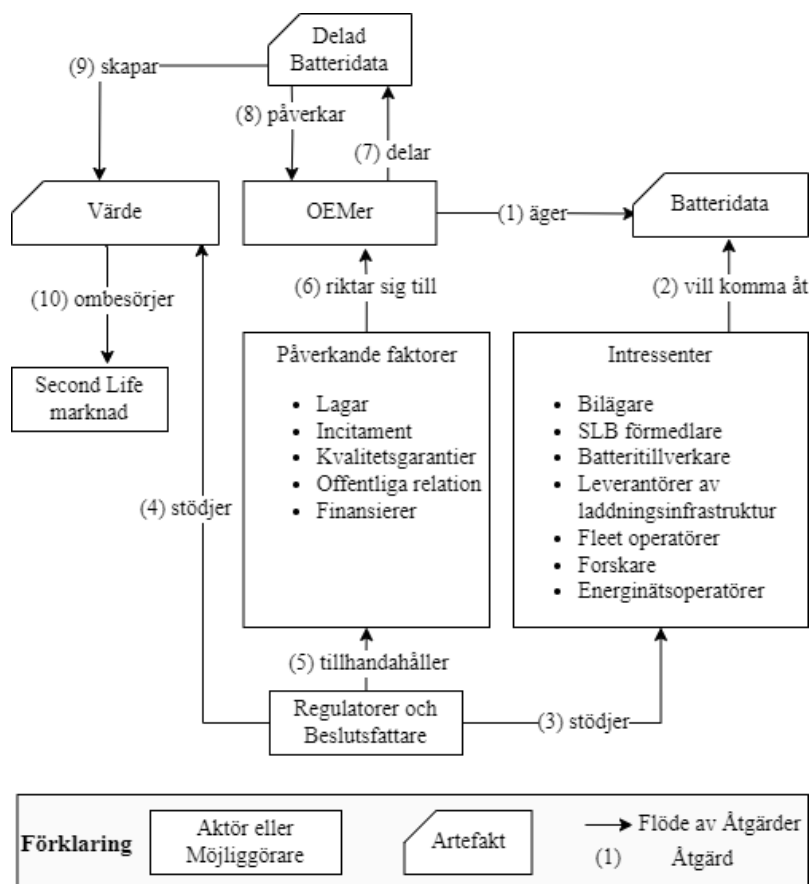 Delad
Batteridata
(9) skapar
(8) påverkar
(7) delar
Värde
OEMer
(1) äger
Batteridata
(10) ombesörjer
(6) riktar sig till
(2) vill komma åt
Second Life
marknad
Påverkande faktorer
• Lagar
• Incitament
• Kvalitetsgarantier
• Offentliga relation
• Finansierer
Intressenter
• Bilägare
• SLB förmedlare
• Batteritillverkare
• Leverantörer av
laddningsinfrastruktur
• Fleet operatörer
• Forskare
• Energinätsoperatörer
(4) stödjer
(5) tillhandahåller
Regulatorer och
Beslutsfattare
(3) stödjer
Förklaring
Aktör eller
Möjliggörare
Artefakt
Flöde av Åtgärder
(1) Åtgärd